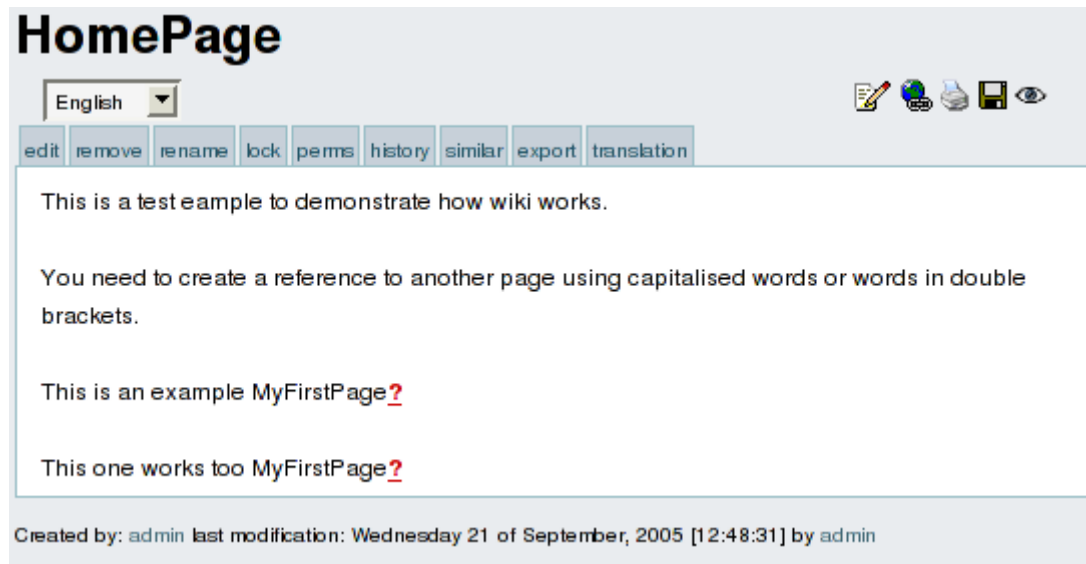 HomePage
English
edit remove rename lock perms history similar export translation
This is a test eample to demonstrate how wiki works.
You need to create a reference to another page using capitalised words or words in double
brackets.
This is an example MyFirstPage?
This one works too MyFirstPage?
Created by: admin last modification: Wednesday 21 of September, 2005 [12:48:31] by admin